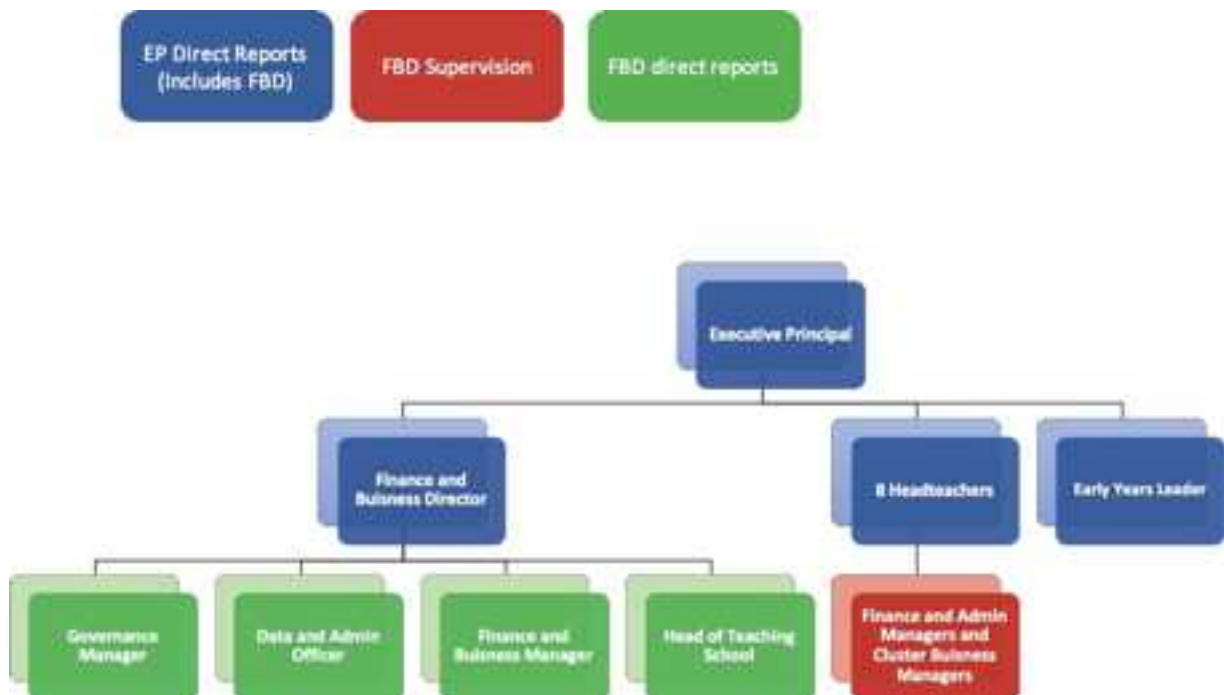 EP Direct Reports
(Includes FBD)
FBD Supervision
FBD direct reports
Executive Principal
Finance and
Buisness Director
8 Headteachers
Early Years Leader
Governance
Manager
Data and Admin
Officer
Finance and
Buisness Manager
Head of Teaching
School
Finance and Admin
Managers and
Cluster Buisness
Managers